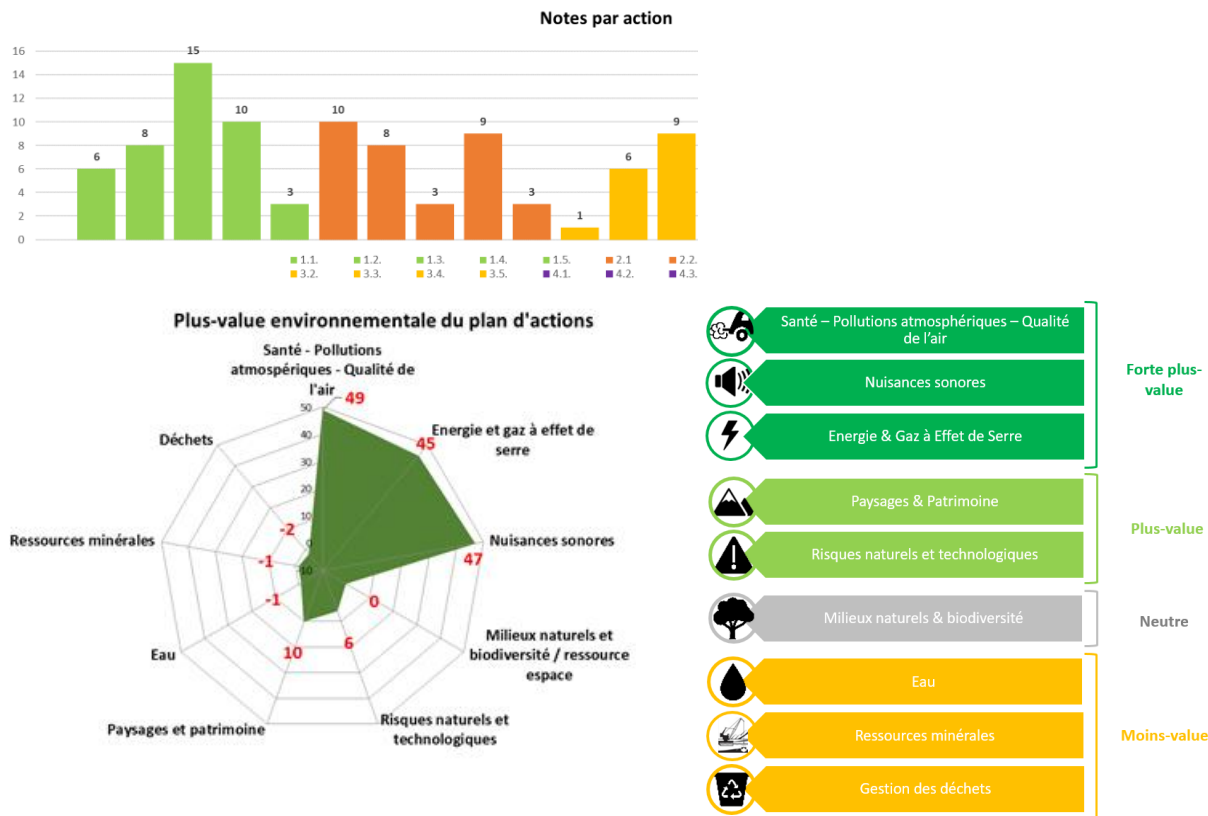 Notes par action
16
14
12
10
8
6
4
2
0
6
8
15
10
3
10
8
3
9
3
1
6
9
1.1. 1.2. 1.3. 1.4. 1.5. 2.1 2.2.
3.2. 3.3. 3.4. 3.5. 4.1. 4.2. 4.3.
Plus-value environnementale du plan d'actions
Santé - Pollutions
atmospériques - Qualité de
l'air
49
Energie et gaz à effet de
serre
45
Nuisances sonores
47
Milieux naturels et
biodiversité / ressource
espace
0
Risques naturels et
technologiques
6
Paysages et patrimoine
10
Eau
-1
Ressources minérales
-1
Déchets
-2
50
40
30
20
10
0
-10
Santé – Pollutions atmosphériques – Qualité
de l'air
Nuisances sonores
Energie & Gaz à Effet de Serre
Forte plus-
value
Paysages & Patrimoine
Risques naturels et technologiques
Plus-value
Milieux naturels & biodiversité
Neutre
Eau
Ressources minérales
Gestion des déchets
Moins-value